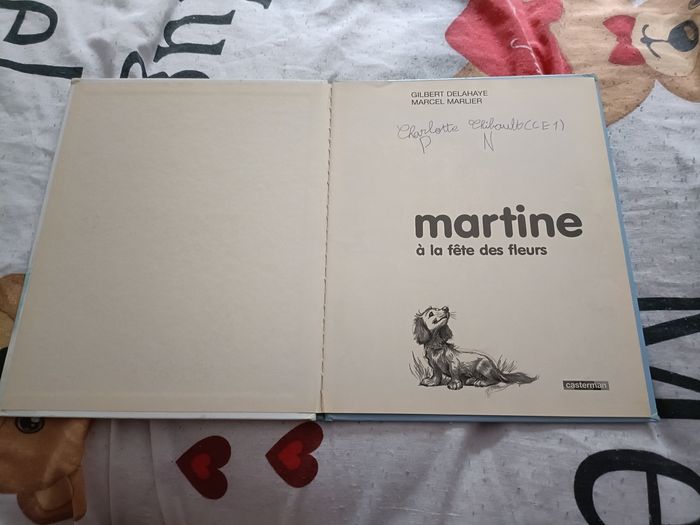 GILBERT DELAHAYE
MARCEL MARLIER
Charlotte Thibault (CE1)
P N
martine
à la fête des fleurs
casterman